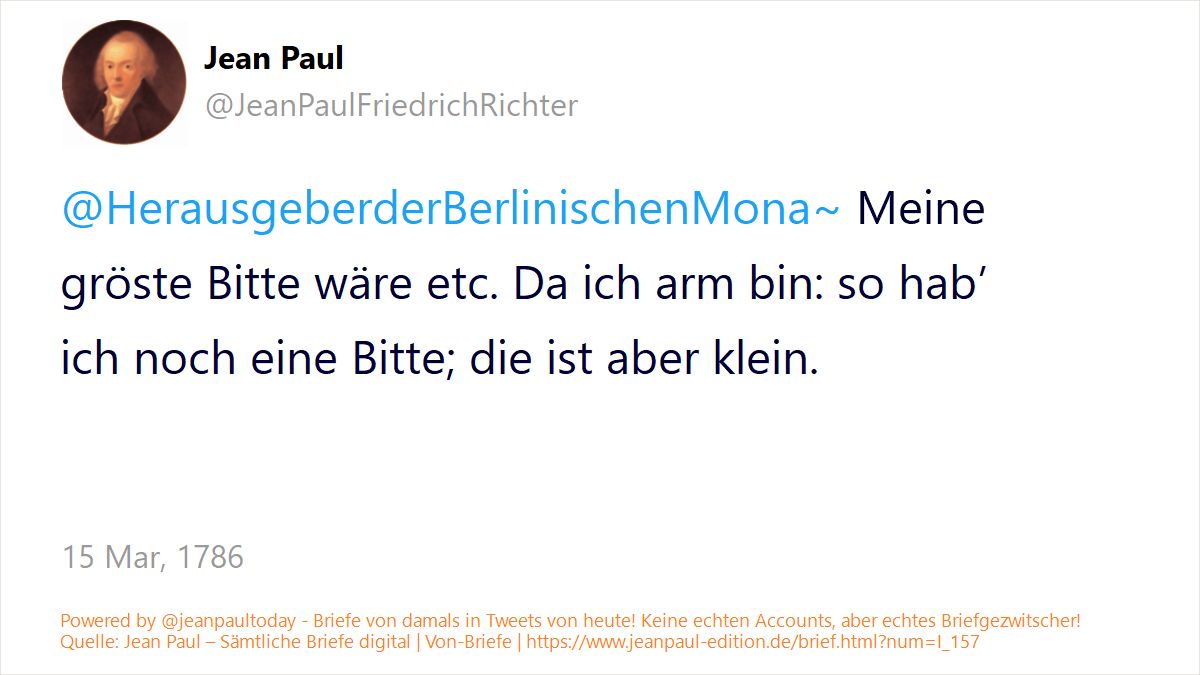 Jean Paul
@JeanPaulFriedrichRichter
@HerausgeberderBerlinischenMona~ Meine
gröste Bitte wäre etc. Da ich arm bin: so hab’
ich noch eine Bitte; die ist aber klein.
15 Mar, 1786
Powered by @jeanpaultoday - Briefe von damals in Tweets von heute! Keine echten Accounts, aber echtes Briefgezwitscher!
Quelle: Jean Paul – Sämtliche Briefe digital | Von-Briefe | https://www.jeanpaul-edition.de/brief.html?num=I_157